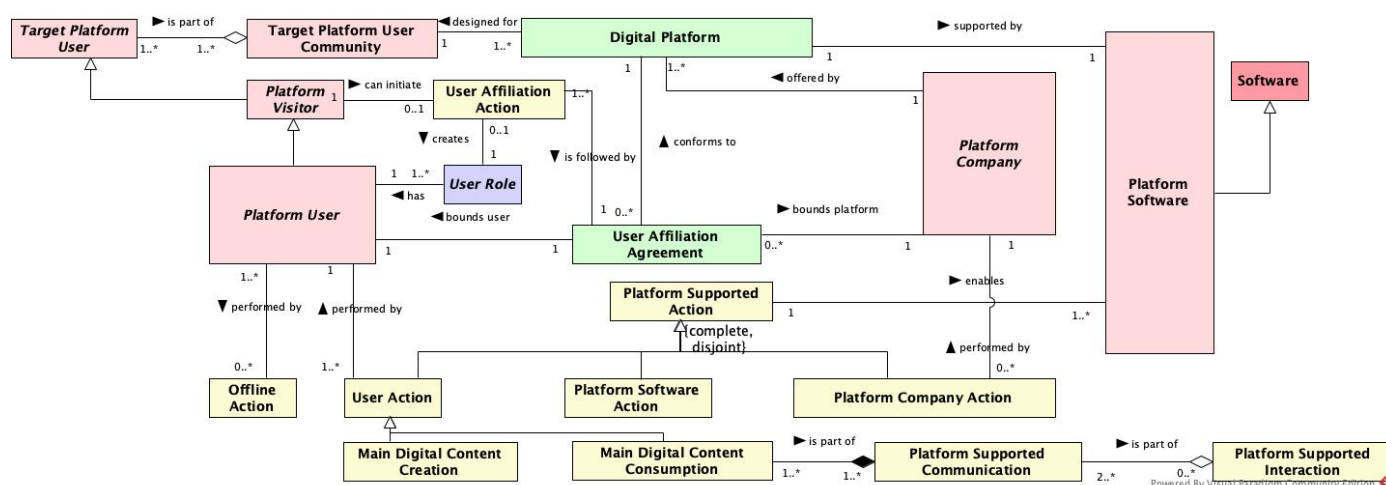 Target Platform
User
► is part of
1..*
1..*
Target Platform User
Community
◄ designed for
1
1..*
Digital Platform
► supported by
1
1
Platform
Visitor
1
► can initiate
0..1
User Affiliation
Action
1..*
1
1..*
◄ offered by
1
Software
▼ creates
0..1
1
▼ is followed by
▲ conforms to
Platform
Company
Platform
Software
Platform User
1
1..*
◄ has
User Role
◄ bounds user
1
0..*
► bounds platform
1
1
User Affiliation
Agreement
0..*
1
1
1..*
1
▼ performed by
▲ performed by
Platform Supported
Action
► enables
1
1..*
{complete,
disjoint}
▲ performed by
0..*
1..*
0..*
Offline
Action
User Action
Platform Software
Action
Platform Company Action
Main Digital Content
Creation
Main Digital Content
Consumption
► is part of
1..*
1..*
Platform Supported
Communication
► is part of
2..*
0..*
Platform Supported
Interaction
Powered By Visual Paradigm Community Edition